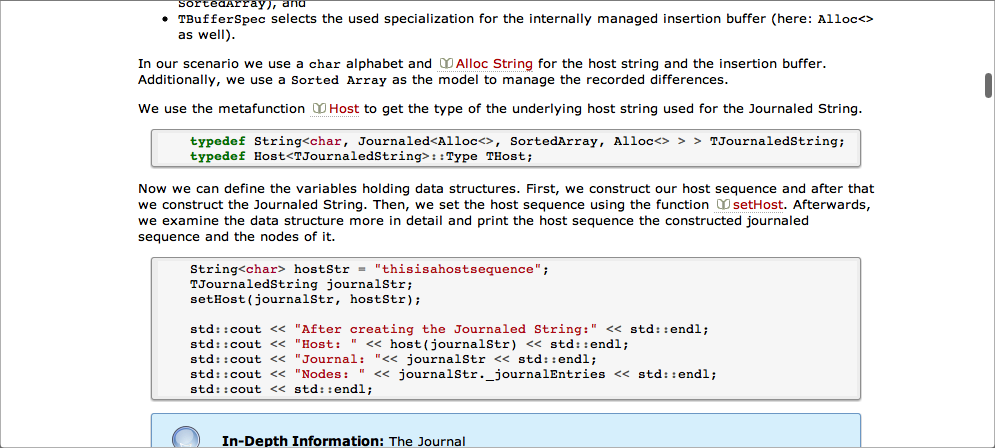 SortedArray), and
• TBufferSpec selects the used specialization for the internally managed insertion buffer (here: Alloc<>
as well).
In our scenario we use a char alphabet and Alloc String for the host string and the insertion buffer.
Additionally, we use a Sorted Array as the model to manage the recorded differences.
We use the metafunction Host to get the type of the underlying host string used for the Journaled String.
typedef String<char, Journaled<Alloc<>, SortedArray, Alloc<> > > TJournaledString;
typedef Host<TJournaledString>::Type THost;
Now we can define the variables holding data structures. First, we construct our host sequence and after that
we construct the Journaled String. Then, we set the host sequence using the function setHost. Afterwards,
we examine the data structure more in detail and print the host sequence the constructed journaled
sequence and the nodes of it.
String<char> hostStr = "thisisahostsequence";
TJournaledString journalStr;
setHost(journalStr, hostStr);
std::cout << "After creating the Journaled String:" << std::endl;
std::cout << "Host: " << host(journalStr) << std::endl;
std::cout << "Journal: "<< journalStr << std::endl;
std::cout << "Nodes: " << journalStr._journalEntries << std::endl;
std::cout << std::endl;
In-Depth Information: The Journal